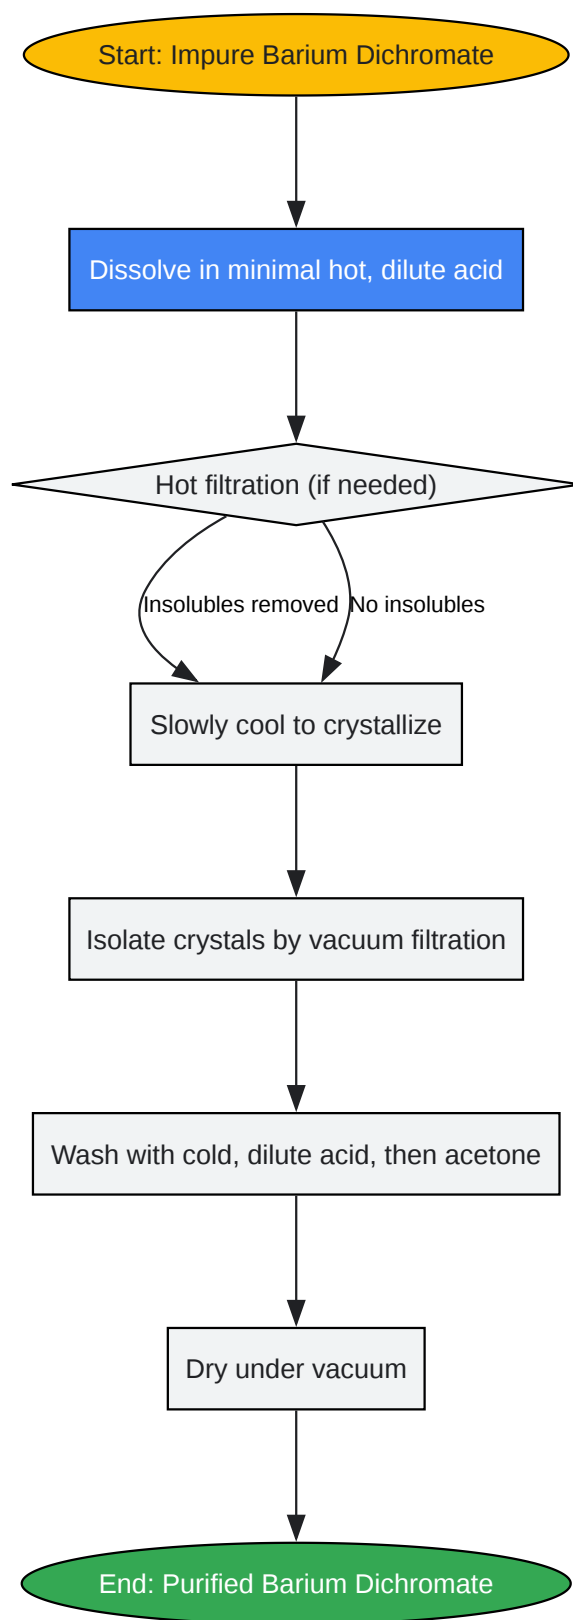 Start: Impure Barium Dichromate
Dissolve in minimal hot, dilute acid
Hot filtration (if needed)
Insolubles removed
No insolubles
Slowly cool to crystallize
Isolate crystals by vacuum filtration
Wash with cold, dilute acid, then acetone
Dry under vacuum
End: Purified Barium Dichromate